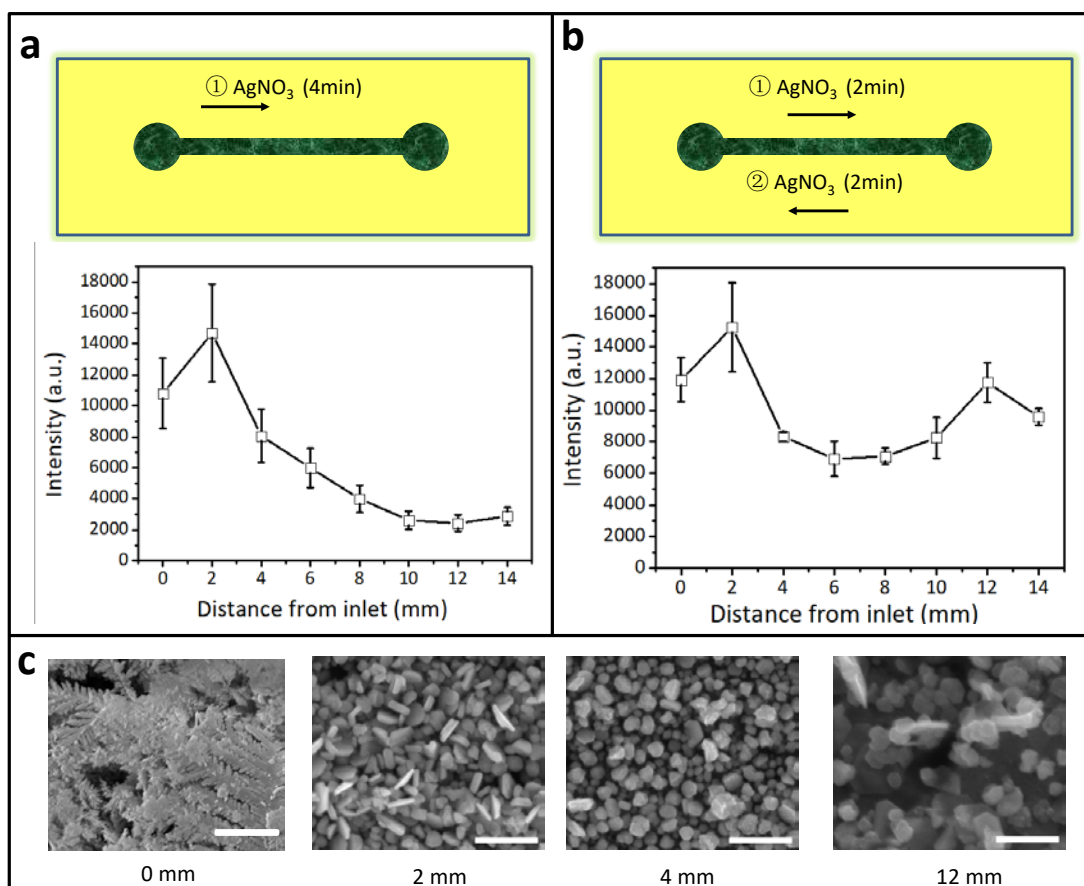 a
① AgNO₃ (4min)
18000
16000
14000
12000
10000
8000
6000
4000
2000
0
Intensity (a.u.)
0 2 4 6 8 10 12 14
Distance from inlet (mm)
b
① AgNO₃ (2min)
② AgNO₃ (2min)
18000
16000
14000
12000
10000
8000
6000
4000
2000
0
Intensity (a.u.)
0 2 4 6 8 10 12 14
Distance from inlet (mm)
c
0 mm 2 mm 4 mm 12 mm